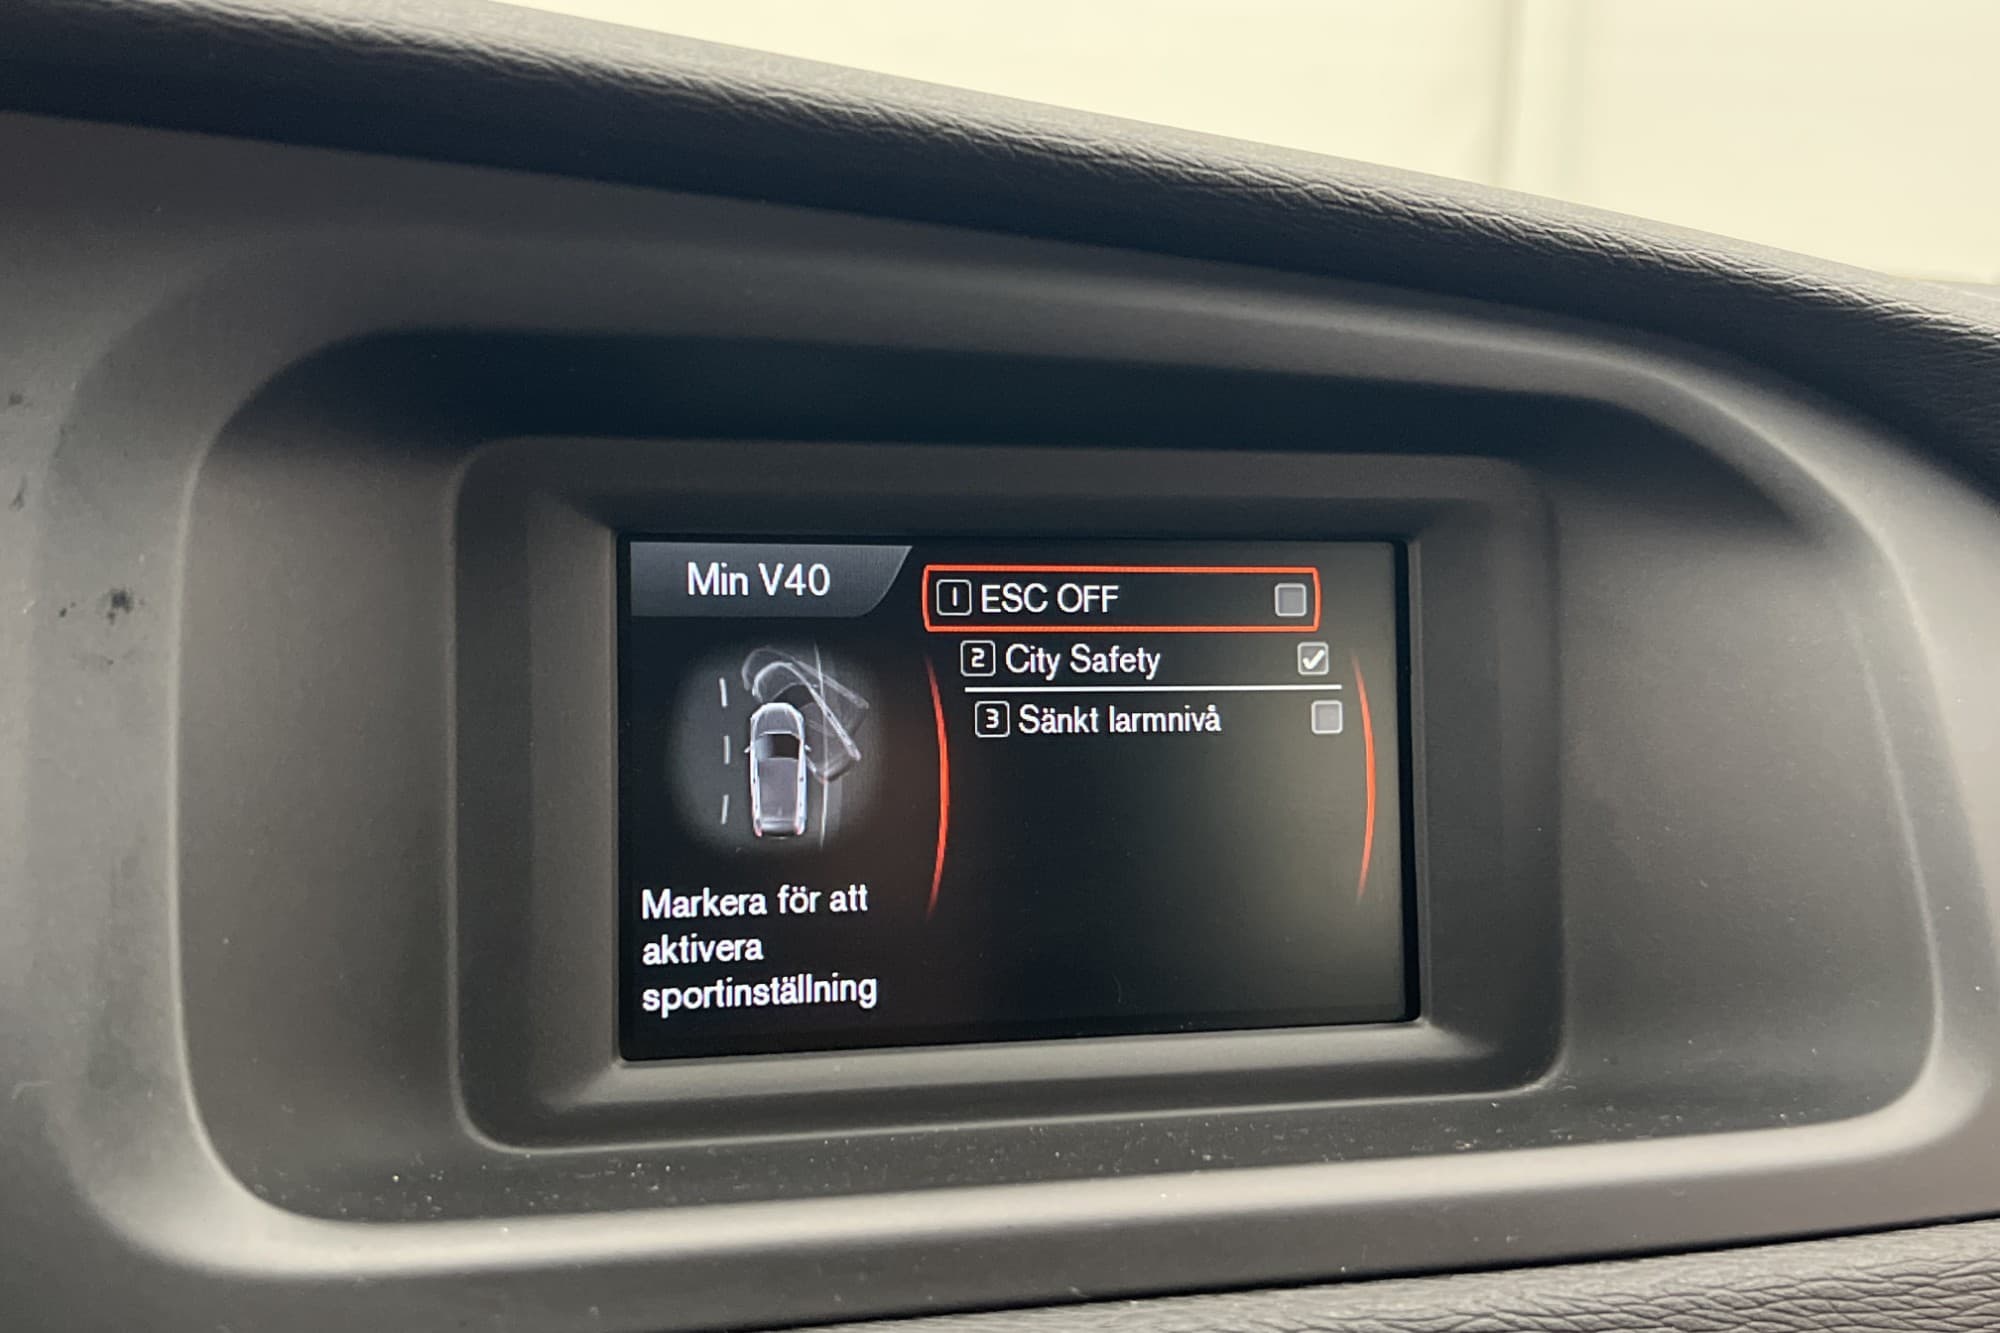 Min V40
1 ESC OFF
2 City Safety
3 Sänkt larmnivå
Markera för att
aktivera
sportinställning